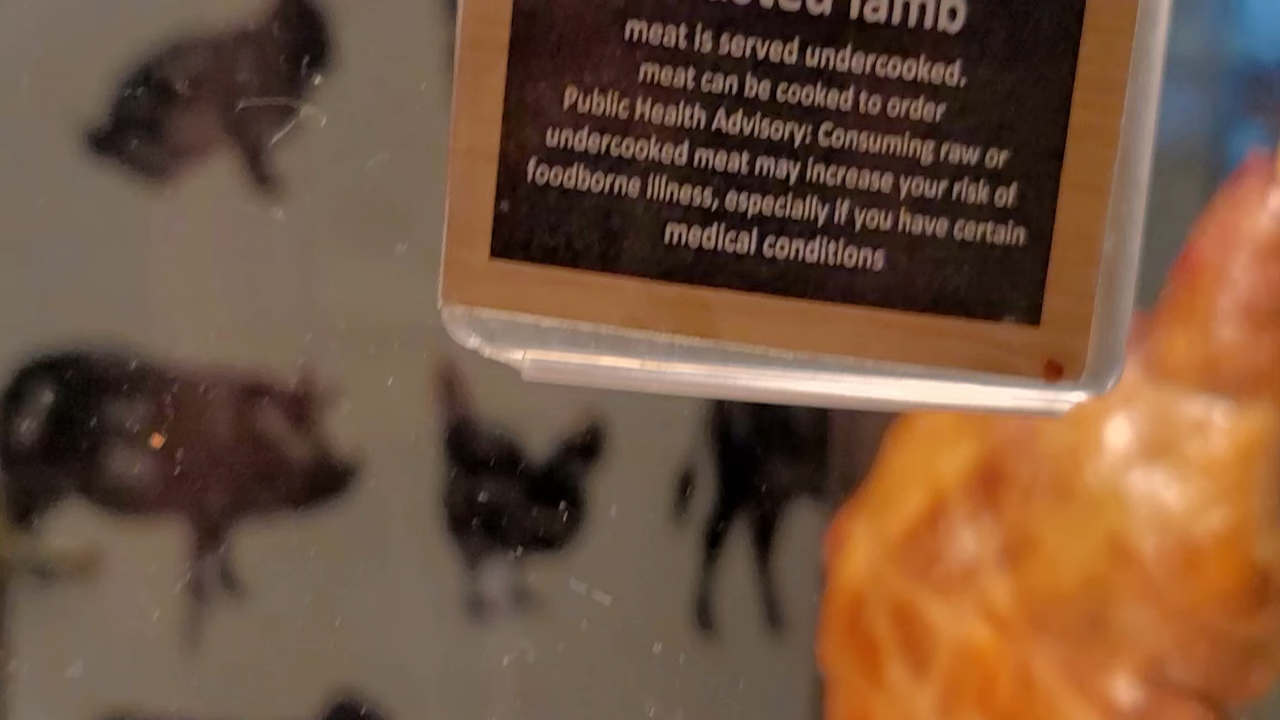 lamb
meat is served undercooked.
meat can be cooked to order
Public Health Advisory: Consuming raw or
undercooked meat may increase your risk of
foodborne illness, especially if you have certain
medical conditions